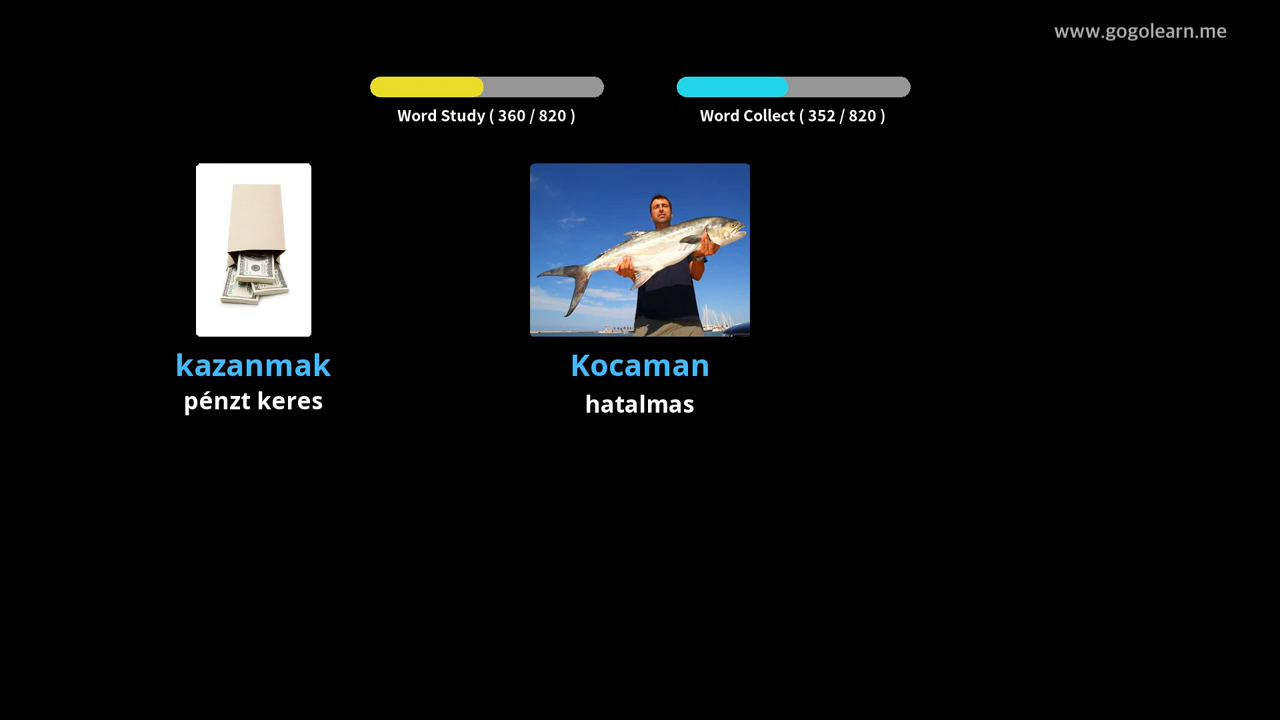 www.gogolearn.me
Word Study ( 360 / 820 )
Word Collect ( 352 / 820 )
kazanmak
pénzt keres
Kocaman
hatalmas